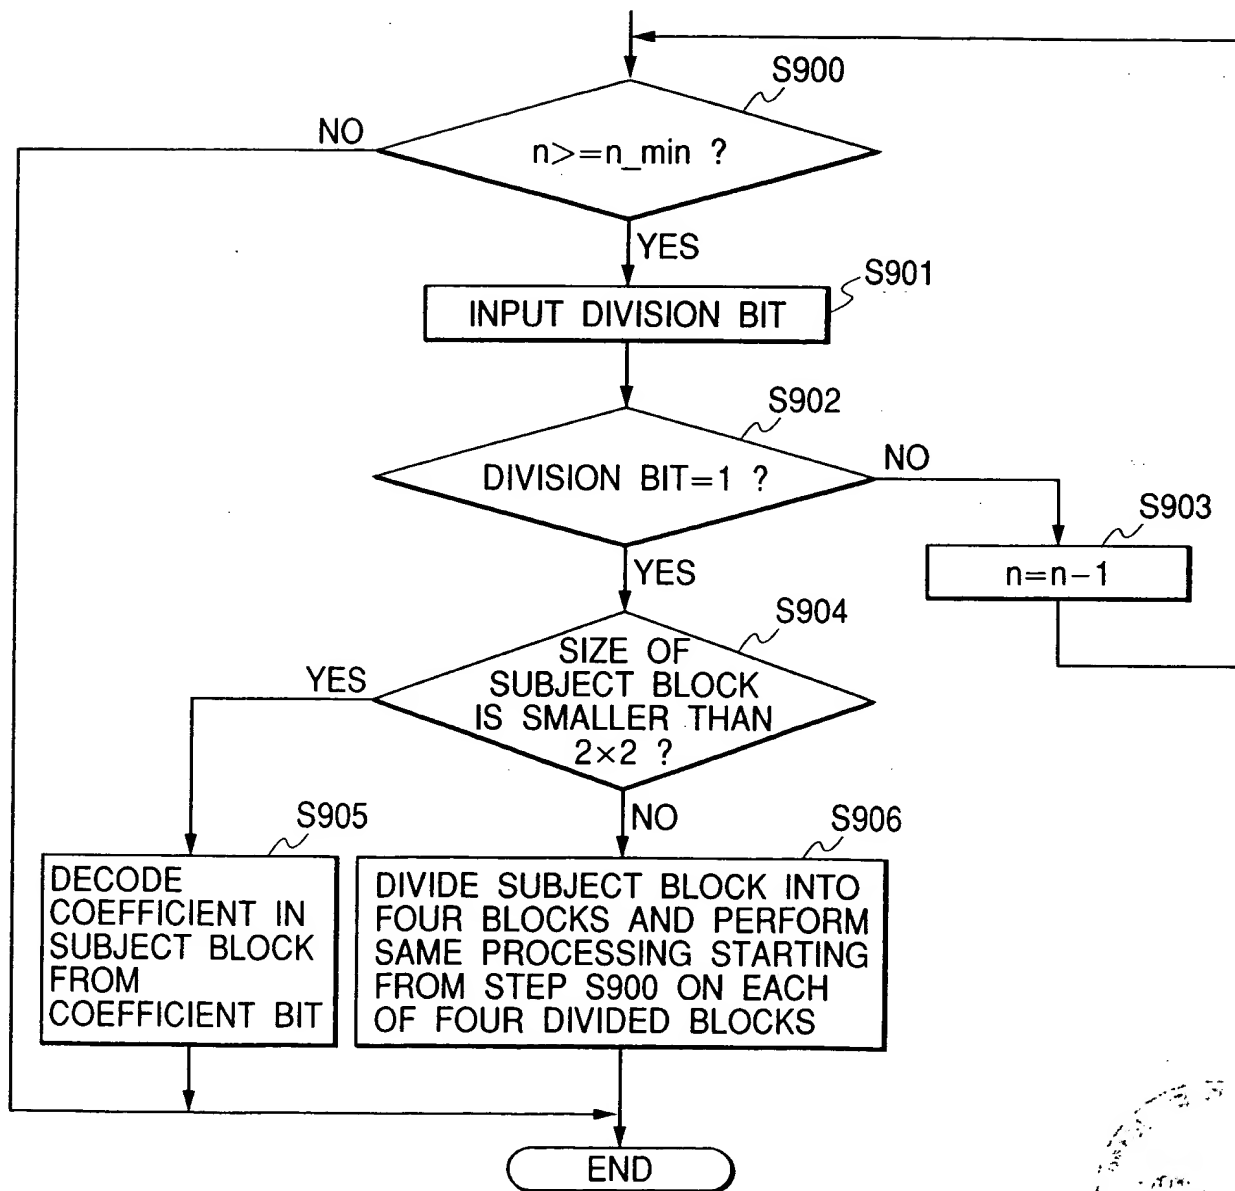 S900
NO
n>=n_min ?
YES
S901
INPUT DIVISION BIT
S902
DIVISION BIT=1 ?
NO
S903
n=n-1
YES
S904
SIZE OF
SUBJECT BLOCK
IS SMALLER THAN
2×2 ?
YES
NO
S905
DECODE
COEFFICIENT IN
SUBJECT BLOCK
FROM
COEFFICIENT BIT
S906
DIVIDE SUBJECT BLOCK INTO
FOUR BLOCKS AND PERFORM
SAME PROCESSING STARTING
FROM STEP S900 ON EACH
OF FOUR DIVIDED BLOCKS
END